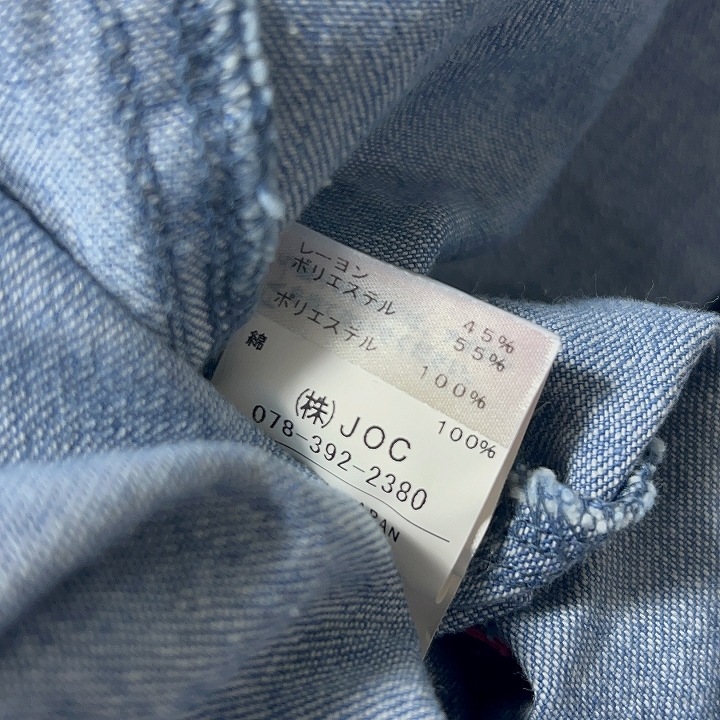 レーヨン 45%
ポリエステル 55%
ポリエステル 100%
綿 100%
(株)JOC
078-392-2380